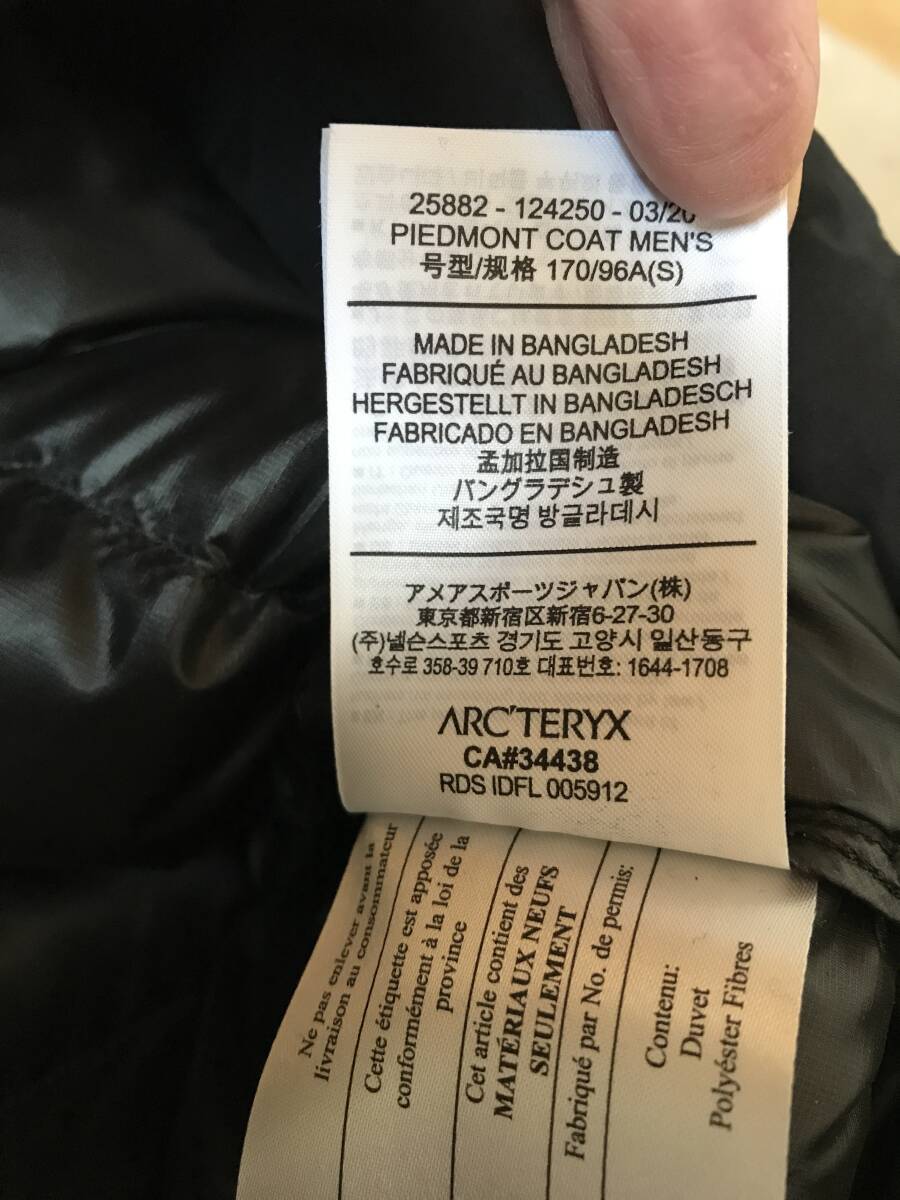 25882 - 124250 - 03/20
PIEDMONT COAT MEN'S
号型/规格 170/96A(S)
MADE IN BANGLADESH
FABRIQUÉ AU BANGLADESH
HERGESTELLT IN BANGLADESCH
FABRICADO EN BANGLADESH
孟加拉国制造
バングラデシュ製
제조국명 방글라데시
アメアスポーツジャパン(株)
東京都新宿区新宿6-27-30
(주)넬슨스포츠 경기도 고양시 일산동구
호수로 358-39 710호 대표번호: 1644-1708
ARC'TERYX
CA#34438
RDS IDFL 005912
Ne pas enlever avant la
livraison au consommateur
Cette étiquette est apposée
conformément à la loi de la
province
Cet article contient des
MATÉRIAUX NEUFS
SEULEMENT
Fabriqué par No. de permis:
Contenu:
Duvet
Polyéster Fibres